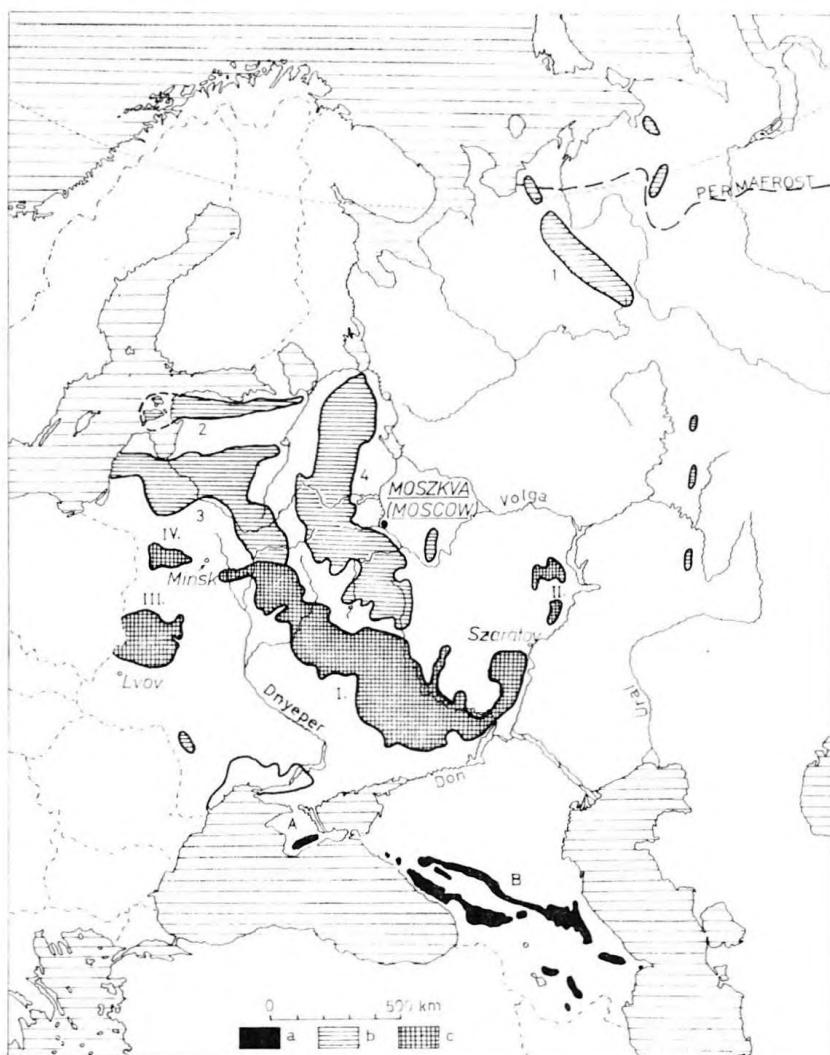 PERMAFROST
1
2
4
MOSZKVA
(MOSCOW)
Volga
3
IV.
Minsk
II.
III.
Szaratov
Lvov
I.
Dnyeper
Ural
Don
A
B
0 500 km
a b c